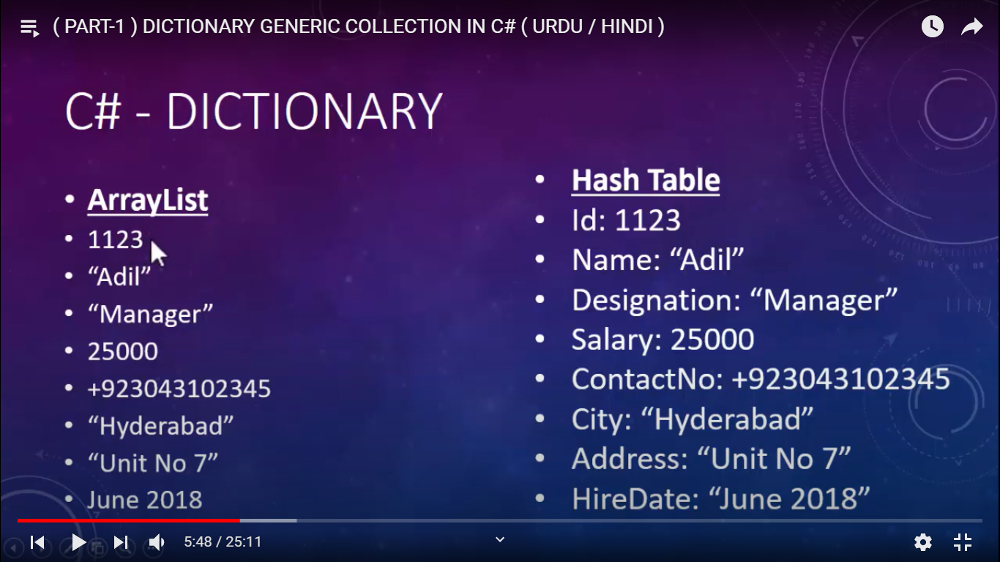 ( PART-1 ) DICTIONARY GENERIC COLLECTION IN C# ( URDU / HINDI )
C# - DICTIONARY
• ArrayList
• 1123
• “Adil”
• “Manager”
• 25000
• +923043102345
• “Hyderabad”
• “Unit No 7”
• June 2018
• Hash Table
• Id: 1123
• Name: “Adil”
• Designation: “Manager”
• Salary: 25000
• ContactNo: +923043102345
• City: “Hyderabad”
• Address: “Unit No 7”
• HireDate: “June 2018”
5:48 / 25:11